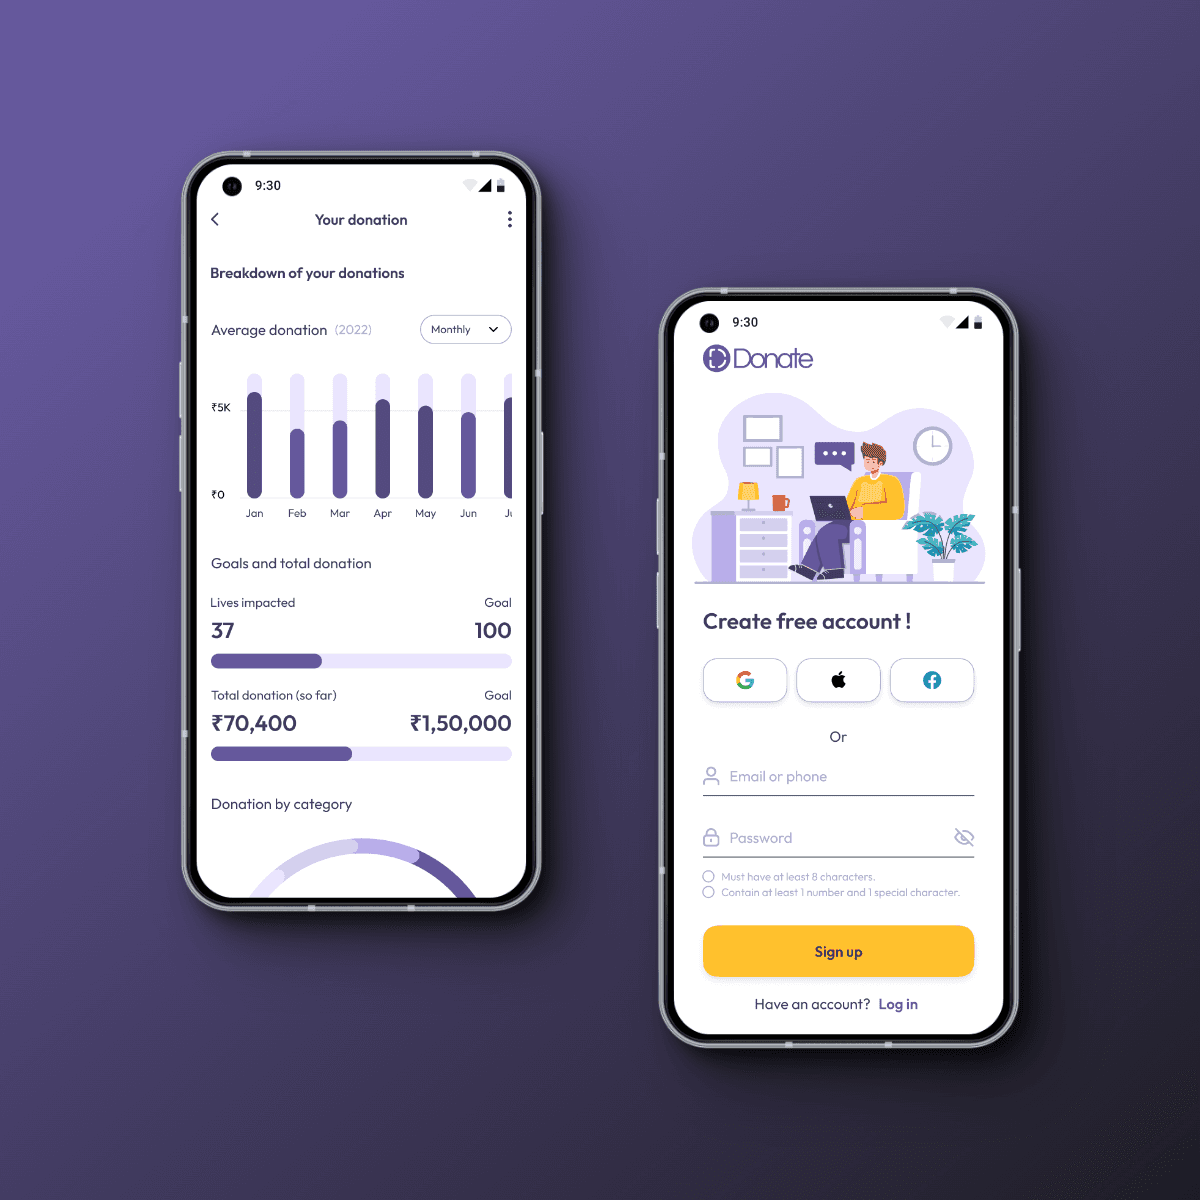 9:30
Your donation
Breakdown of your donations
Average donation (2022) Monthly
₹5K
₹0
Jan Feb Mar Apr May Jun Ju
Goals and total donation
Lives impacted Goal
37 100
Total donation (so far) Goal
₹70,400 ₹1,50,000
Donation by category
9:30
Donate
Create free account !
Or
Email or phone
Password
Must have at least 8 characters.
Contain at least 1 number and 1 special character.
Sign up
Have an account? Log in